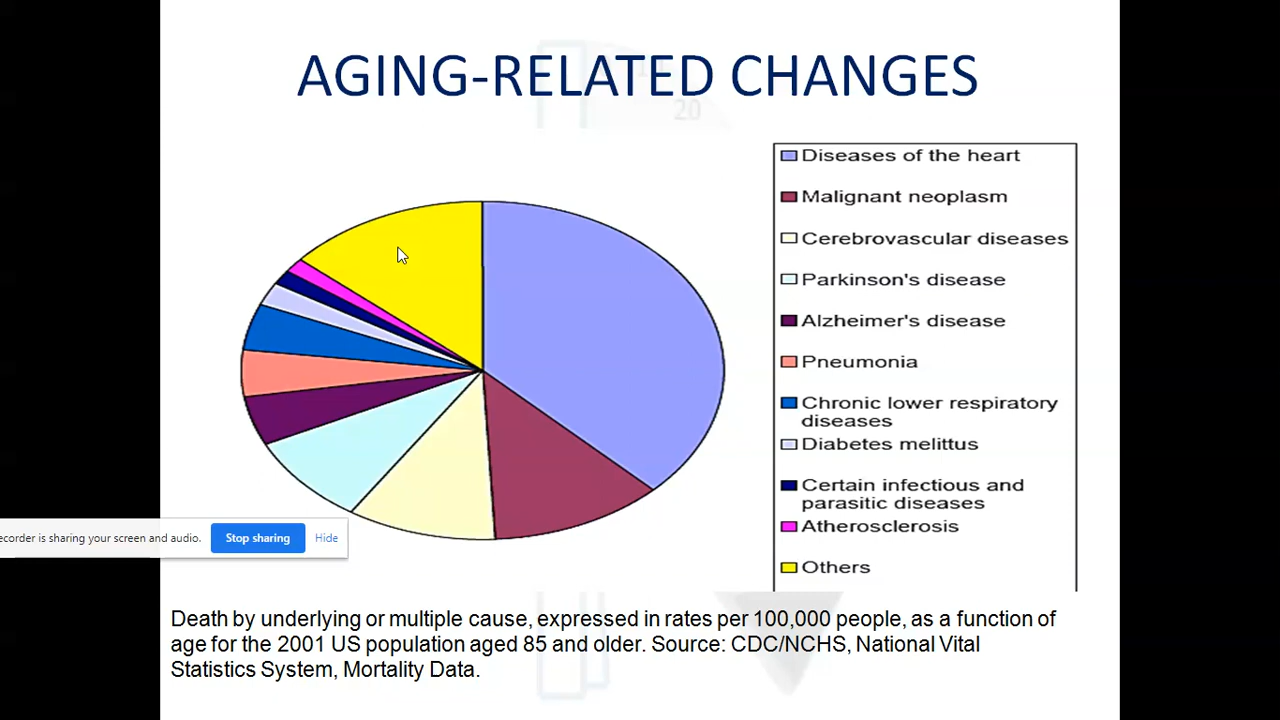 AGING-RELATED CHANGES
20
Diseases of the heart
Malignant neoplasm
Cerebrovascular diseases
Parkinson's disease
Alzheimer's disease
Pneumonia
Chronic lower respiratory
diseases
Diabetes melittus
Certain infectious and
parasitic diseases
Atherosclerosis
Others
ecorder is sharing your screen and audio.
Stop sharing
Hide
Death by underlying or multiple cause, expressed in rates per 100,000 people, as a function of
age for the 2001 US population aged 85 and older. Source: CDC/NCHS, National Vital
Statistics System, Mortality Data.